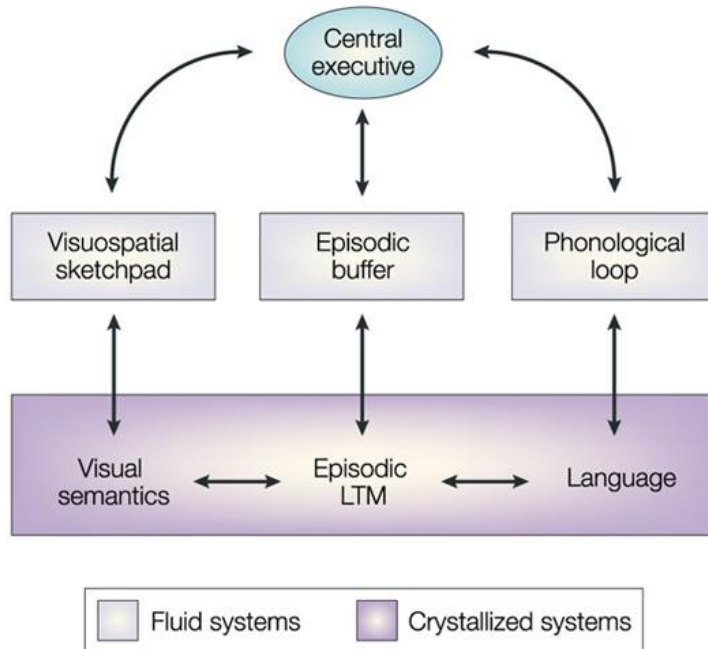 Central
executive
Visuospatial
sketchpad
Episodic
buffer
Phonological
loop
Visual
semantics
Episodic
LTM
Language
Fluid systems
Crystallized systems